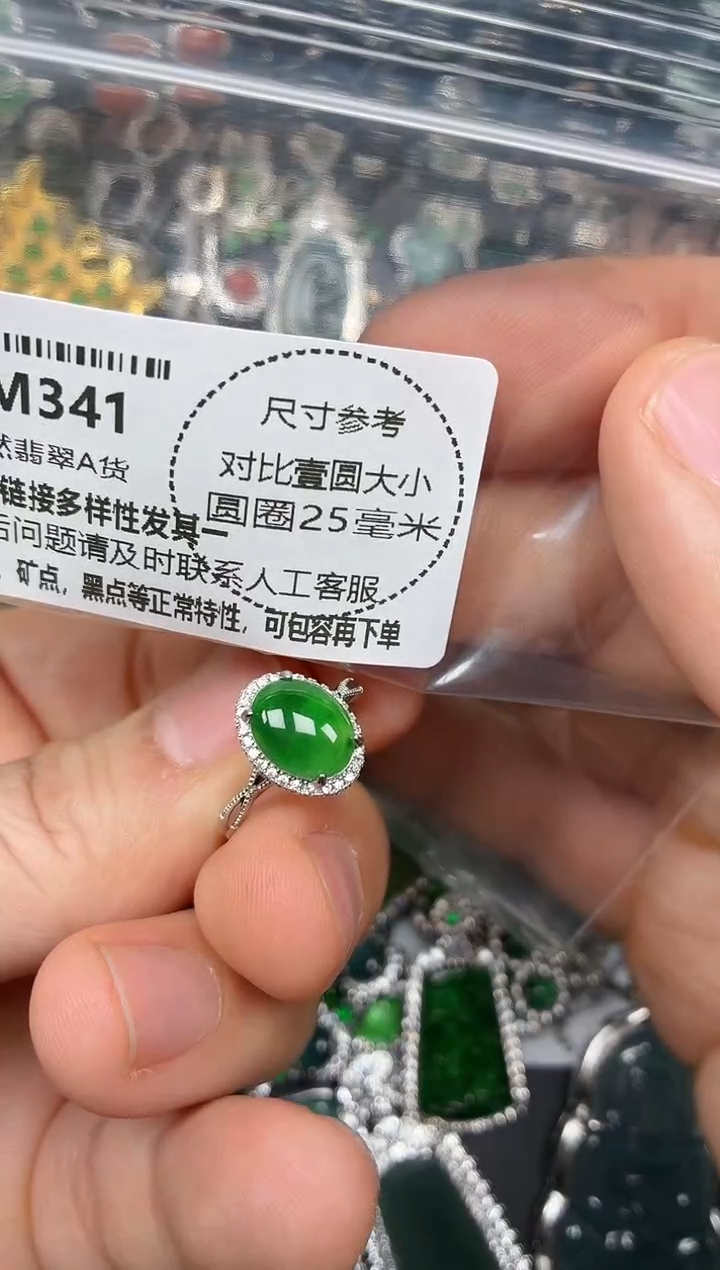 M341
尺寸参考
然翡翠A货
对比壹圆大小
链接多样性发其一
圆圈25毫米
后问题请及时联系人工客服
矿点，黑点等正常特性，可包容再下单